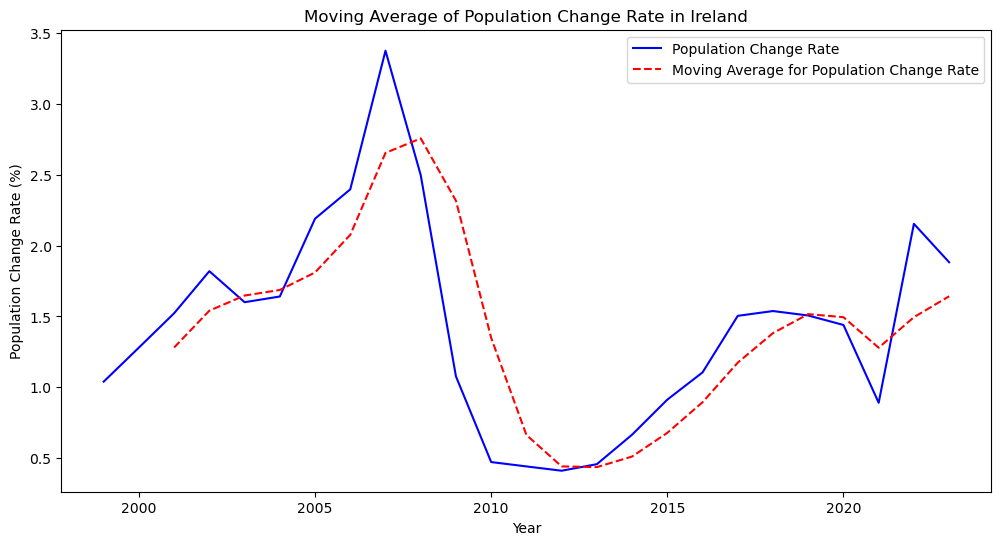 Moving Average of Population Change Rate in Ireland
Population Change Rate
Moving Average for Population Change Rate
Population Change Rate (%)
3.5
3.0
2.5
2.0
1.5
1.0
0.5
2000 2005 2010 2015 2020
Year